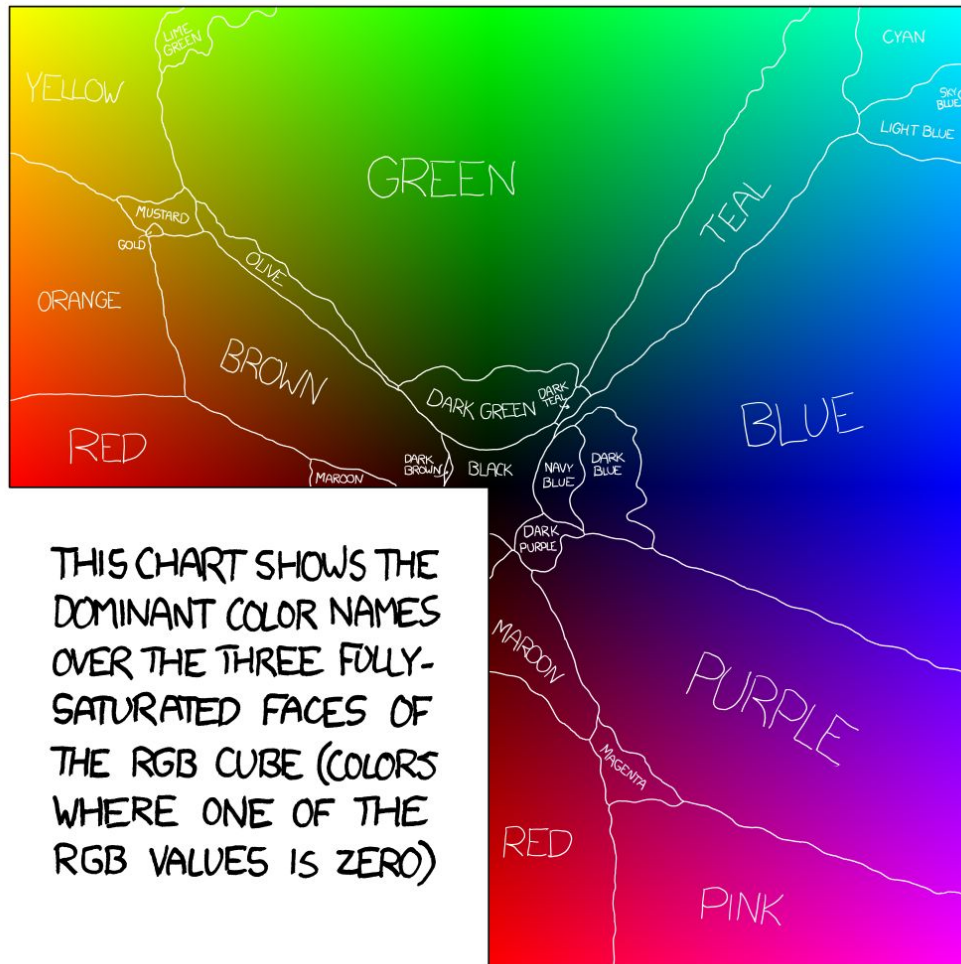 LIME
GREEN
CYAN
YELLOW
SKY
BLUE
LIGHT BLUE
GREEN
TEAL
MUSTARD
GOLD
OLIVE
ORANGE
BROWN
DARK GREEN
DARK
TEAL
BLUE
RED
MAROON
DARK
BROWN
BLACK
NAVY
BLUE
DARK
BLUE
DARK
PURPLE
THIS CHART SHOWS THE
DOMINANT COLOR NAMES
OVER THE THREE FULLY-
SATURATED FACES OF
THE RGB CUBE (COLORS
WHERE ONE OF THE
RGB VALUES IS ZERO)
MAROON
PURPLE
MAGENTA
RED
PINK